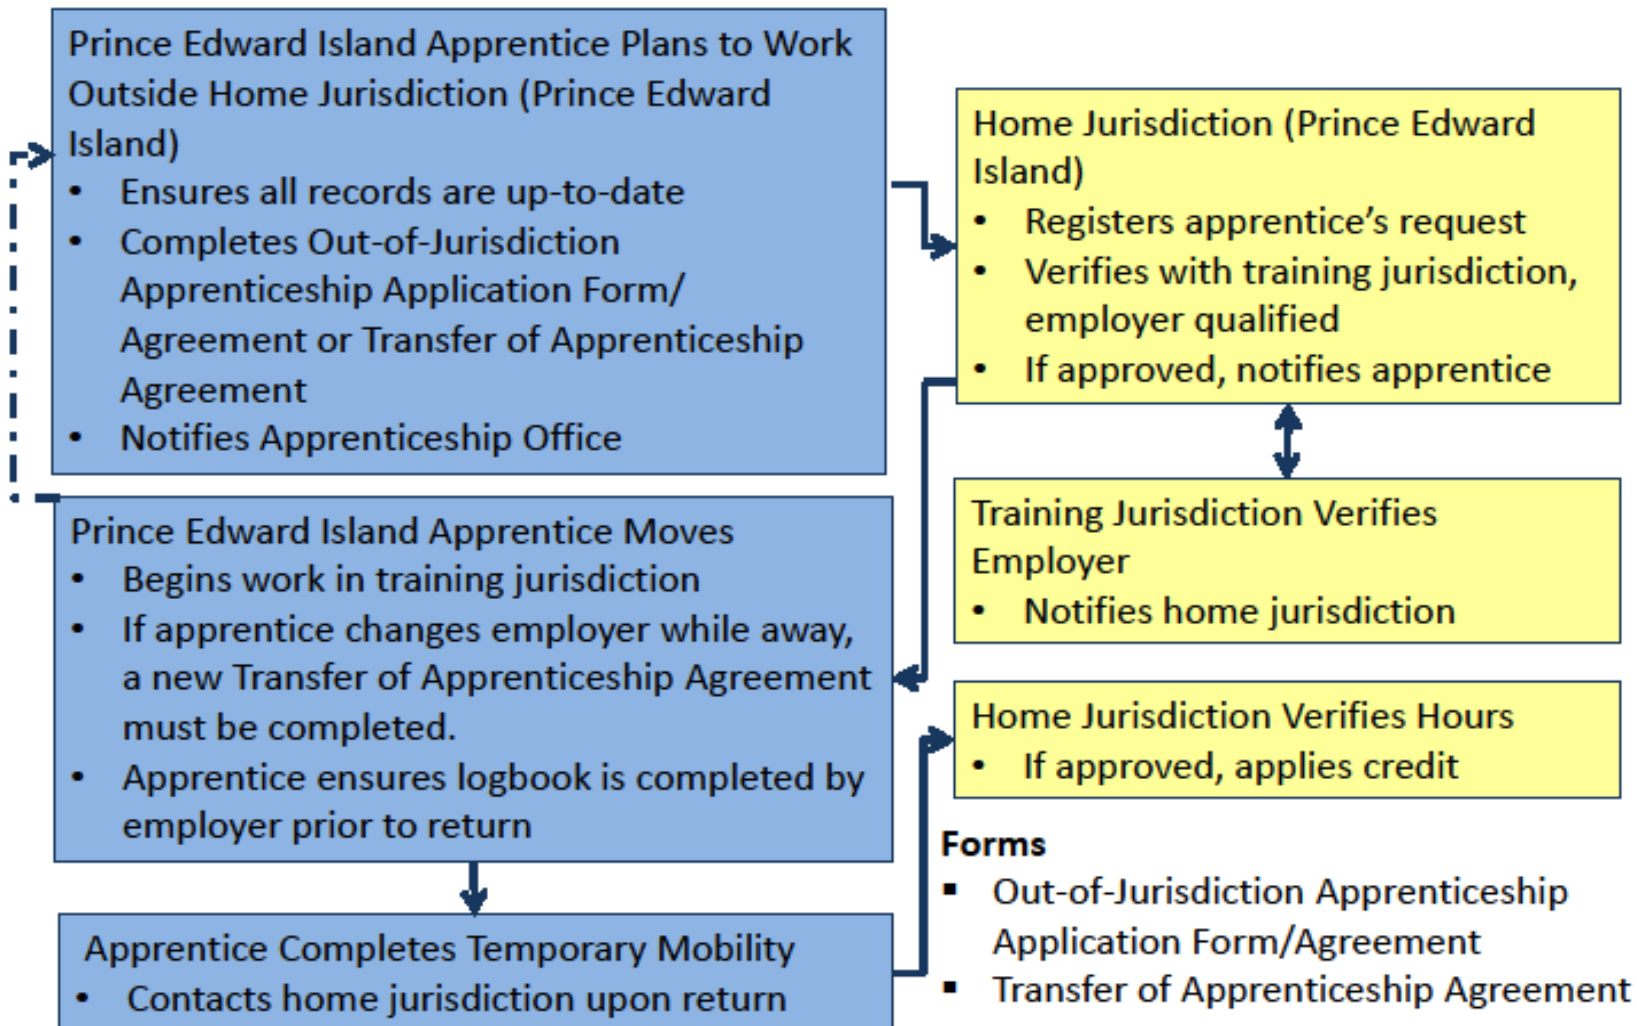 Prince Edward Island Apprentice Plans to Work
Outside Home Jurisdiction (Prince Edward
Island)
• Ensures all records are up-to-date
• Completes Out-of-Jurisdiction
Apprenticeship Application Form/
Agreement or Transfer of Apprenticeship
Agreement
• Notifies Apprenticeship Office
Home Jurisdiction (Prince Edward
Island)
• Registers apprentice’s request
• Verifies with training jurisdiction,
employer qualified
• If approved, notifies apprentice
Training Jurisdiction Verifies
Employer
• Notifies home jurisdiction
Prince Edward Island Apprentice Moves
• Begins work in training jurisdiction
• If apprentice changes employer while away,
a new Transfer of Apprenticeship Agreement
must be completed.
• Apprentice ensures logbook is completed by
employer prior to return
Apprentice Completes Temporary Mobility
• Contacts home jurisdiction upon return
Home Jurisdiction Verifies Hours
• If approved, applies credit
Forms
▪ Out-of-Jurisdiction Apprenticeship
Application Form/Agreement
▪ Transfer of Apprenticeship Agreement